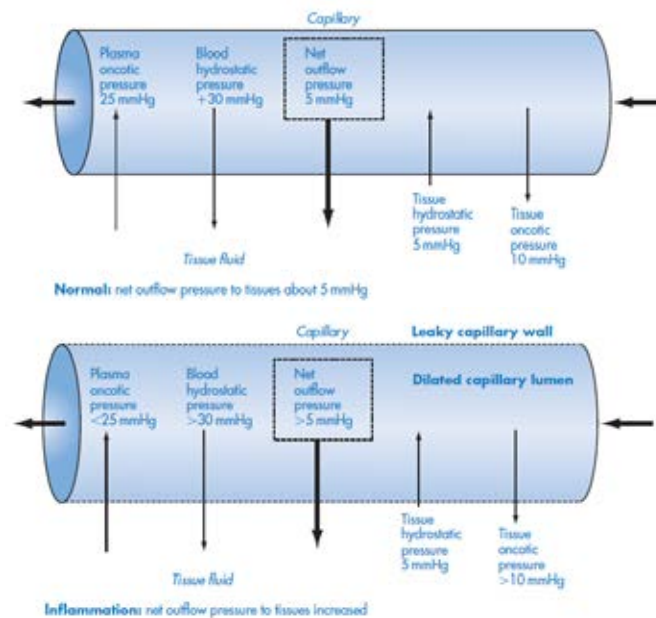 Capillary
Plasma
oncotic
pressure
25 mmHg
Blood
hydrostatic
pressure
+30 mmHg
Net
outflow
pressure
5 mmHg
Tissue
hydrostatic
pressure
5 mmHg
Tissue
oncotic
pressure
10 mmHg
Tissue fluid
Normal: net outflow pressure to tissues about 5 mmHg
Capillary
Leaky capillary wall
Plasma
oncotic
pressure
<25 mmHg
Blood
hydrostatic
pressure
>30 mmHg
Net
outflow
pressure
>5 mmHg
Dilated capillary lumen
Tissue
hydrostatic
pressure
5 mmHg
Tissue
oncotic
pressure
>10 mmHg
Tissue fluid
Inflammation: net outflow pressure to tissues increased